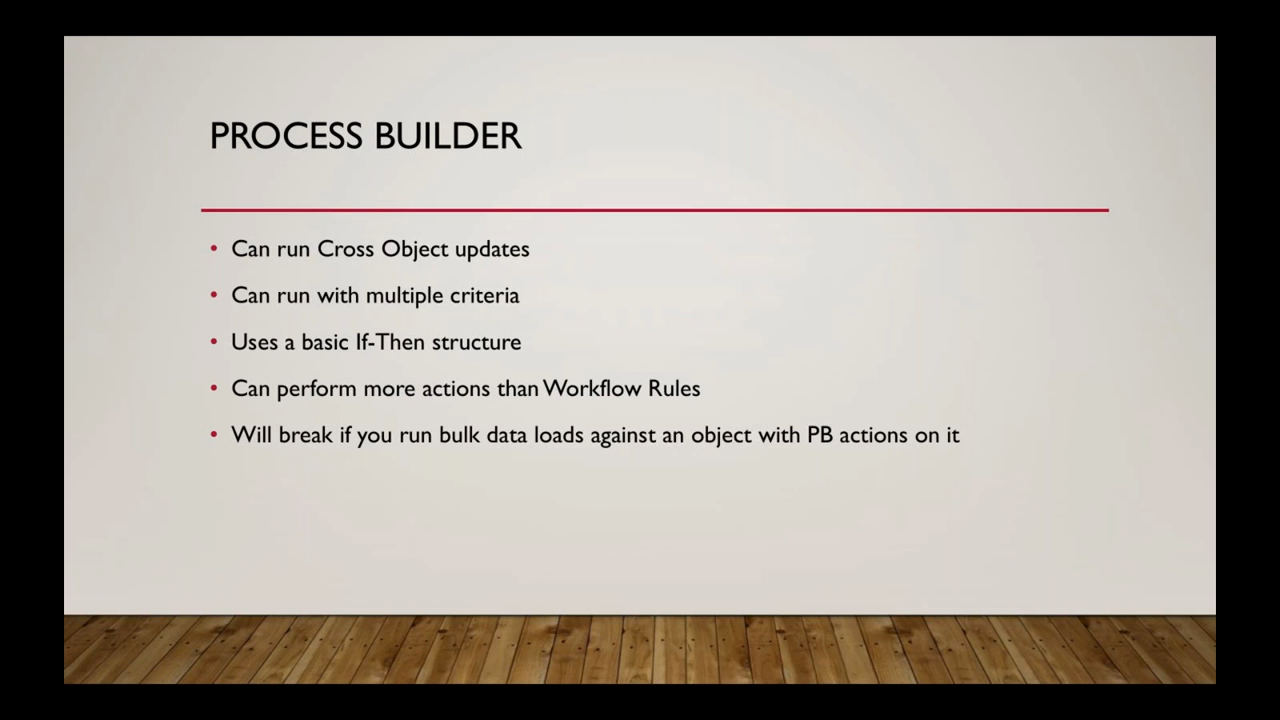 PROCESS BUILDER
• Can run Cross Object updates
• Can run with multiple criteria
• Uses a basic If-Then structure
• Can perform more actions than Workflow Rules
• Will break if you run bulk data loads against an object with PB actions on it